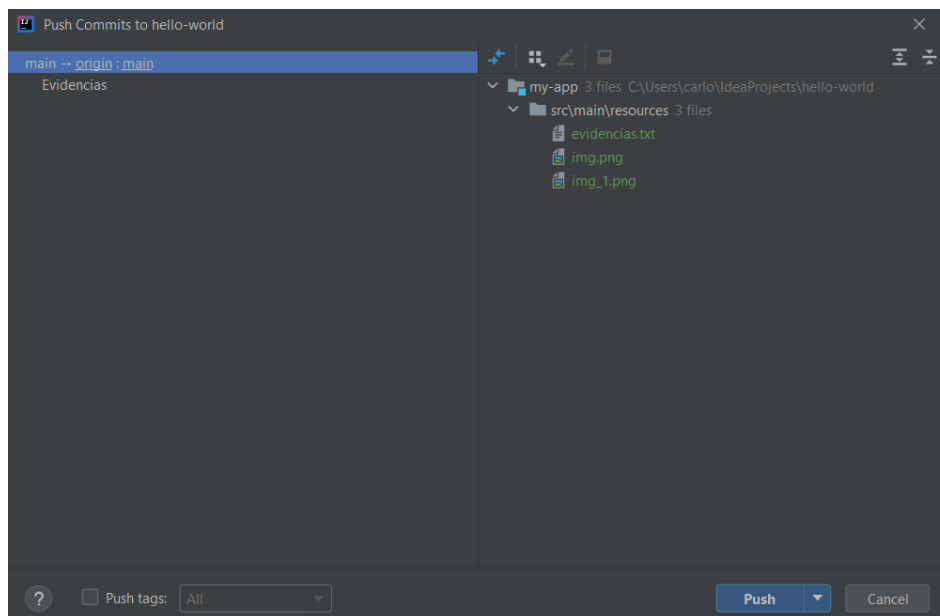 Push Commits to hello-world
main → origin : main
Evidencias
my-app 3 files C:\Users\carlo\IdeaProjects\hello-world
src\main\resources 3 files
evidencias.txt
img.png
img_1.png
? Push tags: All Push Cancel